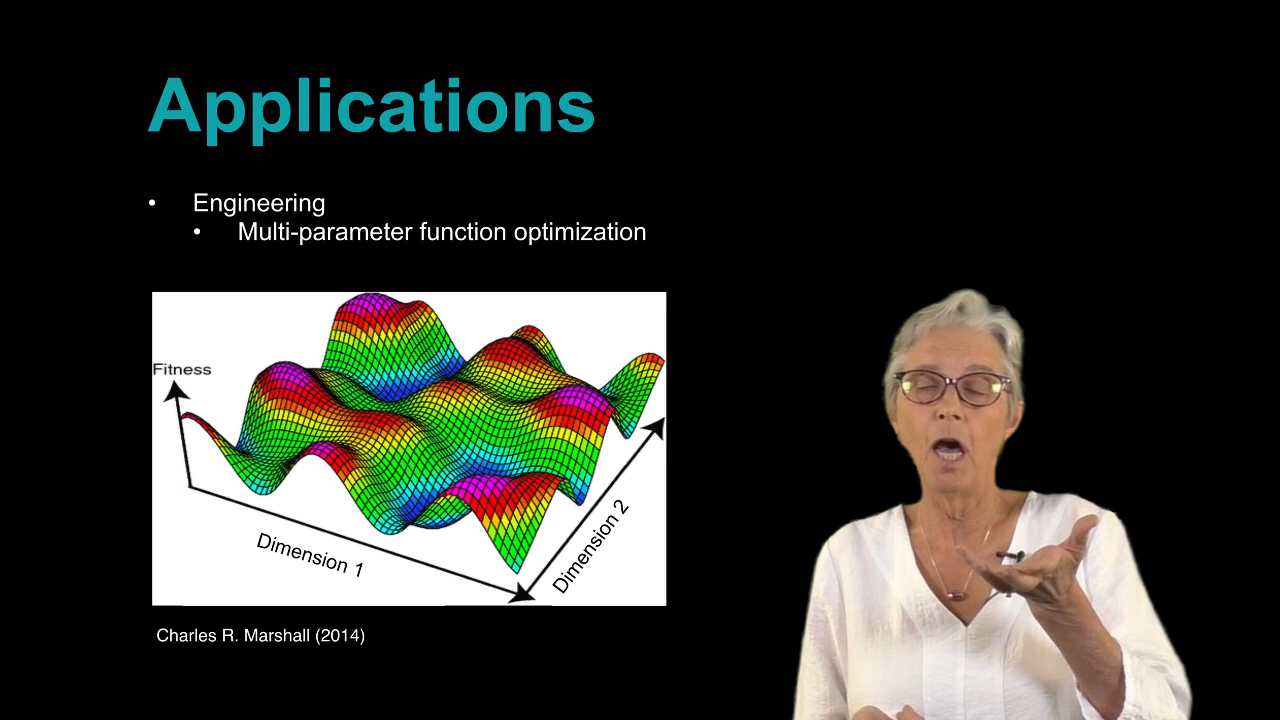 Applications
• Engineering
• Multi-parameter function optimization
Fitness
Dimension 1
Dimension 2
Charles R. Marshall (2014)